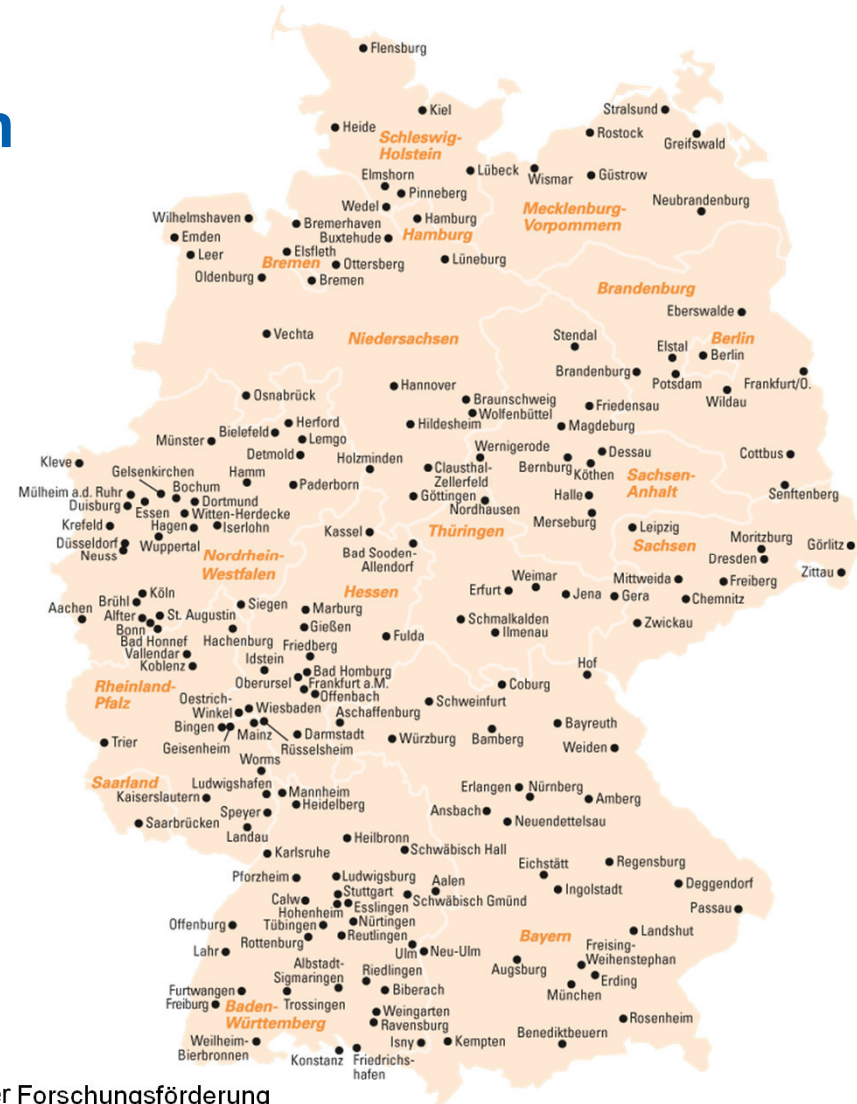 n
Flensburg
Kiel
Stralsund
Heide
Rostock
Greifswald
Schleswig-
Holstein
Elmshorn
Lübeck
Wismar
Güstrow
Pinneberg
Neubrandenburg
Wedel
Mecklenburg-
Vorpommern
Wilhelmshaven
Bremerhaven
Hamburg
Emden
Buxtehude
Hamburg
Leer
Elsfleth
Bremen
Ottersberg
Lüneburg
Oldenburg
Bremen
Brandenburg
Eberswalde
Vechta
Niedersachsen
Stendal
Berlin
Elstal
Berlin
Brandenburg
Potsdam
Frankfurt/O.
Hannover
Wildau
Osnabrück
Braunschweig
Friedensau
Wolfenbüttel
Herford
Hildesheim
Magdeburg
Bielefeld
Lemgo
Münster
Wernigerode
Dessau
Cottbus
Detmold
Holzminden
Kleve
Clausthal-
Zellerfeld
Bernburg
Köthen
Gelsenkirchen
Hamm
Sachsen-
Anhalt
Paderborn
Bochum
Mülheim a.d. Ruhr
Göttingen
Halle
Senftenberg
Dortmund
Duisburg
Nordhausen
Essen
Witten-Herdecke
Merseburg
Krefeld
Hagen
Iserlohn
Leipzig
Kassel
Thüringen
Moritzburg
Düsseldorf
Wuppertal
Sachsen
Görlitz
Neuss
Bad Sooden-
Allendorf
Dresden
Nordrhein-
Westfalen
Zittau
Weimar
Mittweida
Freiberg
Erfurt
Hessen
Jena
Gera
Chemnitz
Köln
Brühl
Siegen
Aachen
Marburg
Alfter
St. Augustin
Schmalkalden
Zwickau
Bonn
Gießen
Ilmenau
Bad Honnef
Hachenburg
Fulda
Friedberg
Vallendar
Koblenz
Idstein
Hof
Bad Homburg
Oberursel
Frankfurt a.M.
Coburg
Rheinland-
Pfalz
Offenbach
Oestrich-
Winkel
Schweinfurt
Wiesbaden
Aschaffenburg
Bingen
Bayreuth
Mainz
Darmstadt
Würzburg
Bamberg
Trier
Geisenheim
Rüsselsheim
Weiden
Worms
Saarland
Ludwigshafen
Erlangen
Nürnberg
Kaiserslautern
Mannheim
Amberg
Heidelberg
Speyer
Ansbach
Saarbrücken
Neuendettelsau
Landau
Heilbronn
Karlsruhe
Schwäbisch Hall
Eichstätt
Regensburg
Pforzheim
Ludwigsburg
Aalen
Deggendorf
Stuttgart
Ingolstadt
Calw
Schwäbisch Gmünd
Hohenheim
Esslingen
Passau
Offenburg
Tübingen
Nürtingen
Landshut
Rottenburg
Reutlingen
Bayern
Lahr
Ulm
Neu-Ulm
Freising-
Weihenstephan
Albstadt-
Sigmaringen
Riedlingen
Augsburg
Erding
Furtwangen
Biberach
München
Freiburg
Trossingen
Baden-
Württemberg
Weingarten
Ravensburg
Rosenheim
Benediktbeuern
Weilheim-
Bierbronnen
Isny
Kempten
Konstanz
Friedrichs-
hafen
er Forschungsförderung